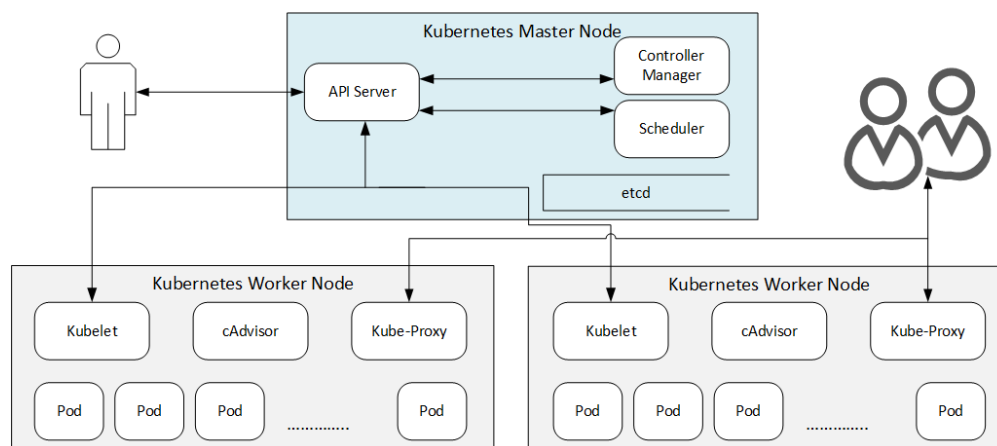 Kubernetes Master Node
Controller
Manager
API Server
Scheduler
etcd
Kubernetes Worker Node
Kubelet
cAdvisor
Kube-Proxy
Pod
Pod
Pod
…………..
Pod
Kubernetes Worker Node
Kubelet
cAdvisor
Kube-Proxy
Pod
Pod
Pod
…………..
Pod